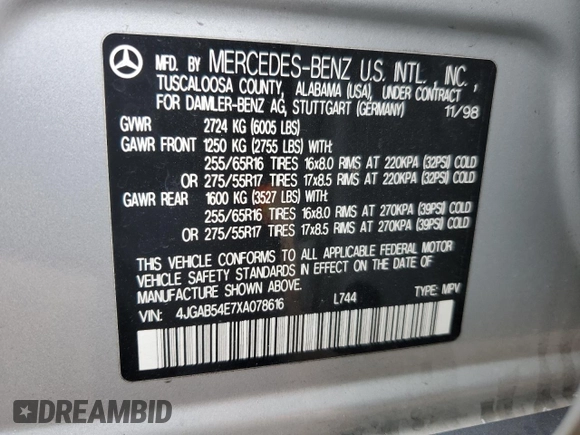 MFD. BY MERCEDES-BENZ U.S. INTL., INC.,
TUSCALOOSA COUNTY, ALABAMA (USA), UNDER CONTRACT
FOR DAIMLER-BENZ AG, STUTTGART (GERMANY) 11/98
GVWR 2724 KG (6005 LBS)
GAWR FRONT 1250 KG (2755 LBS) WITH:
255/65R16 TIRES 16x8.0 RIMS AT 220KPA (32PSI) COLD
OR 275/55R17 TIRES 17x8.5 RIMS AT 220KPA (32PSI) COLD
GAWR REAR 1600 KG (3527 LBS) WITH:
255/65R16 TIRES 16x8.0 RIMS AT 270KPA (39PSI) COLD
OR 275/55R17 TIRES 17x8.5 RIMS AT 270KPA (39PSI) COLD
THIS VEHICLE CONFORMS TO ALL APPLICABLE FEDERAL MOTOR
VEHICLE SAFETY STANDARDS IN EFFECT ON THE DATE OF
MANUFACTURE SHOWN ABOVE.
L744 TYPE: MPV
VIN: 4JGAB54E7XA078616
DREAMBID